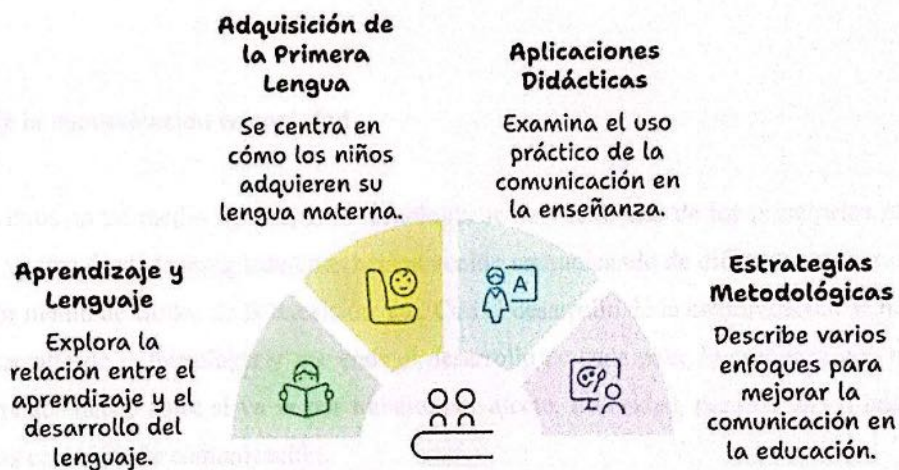 Adquisición de
la Primera
Lengua
Se centra en
cómo los niños
adquieren su
lengua materna.
Aplicaciones
Didácticas
Examina el uso
práctico de la
comunicación en
la enseñanza.
Aprendizaje y
Lenguaje
Explora la
relación entre el
aprendizaje y el
desarrollo del
lenguaje.
Estrategias
Metodológicas
Describe varios
enfoques para
mejorar la
comunicación en
la educación.
A